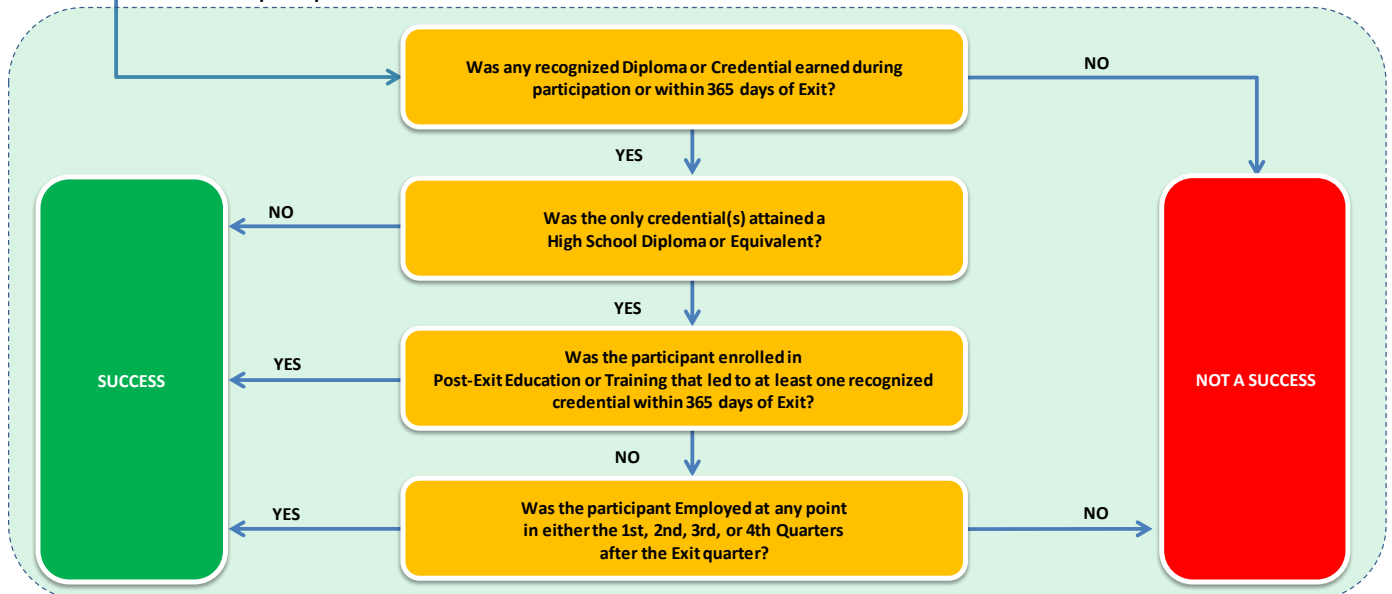 Was any recognized Diploma or Credential earned during
participation or within 365 days of Exit?
NO
YES
Was the only credential(s) attained a
High School Diploma or Equivalent?
NO
YES
Was the participant enrolled in
Post-Exit Education or Training that led to at least one recognized
credential within 365 days of Exit?
YES
SUCCESS
NOT A SUCCESS
NO
Was the participant Employed at any point
in either the 1st, 2nd, 3rd, or 4th Quarters
after the Exit quarter?
YES
NO